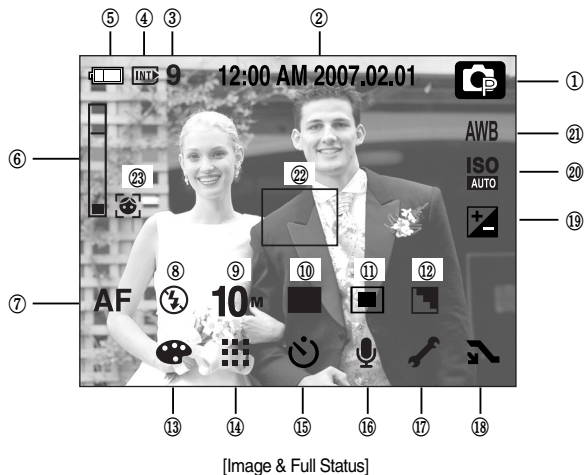 ⑤ ④ ③ ②
INT 9 12:00 AM 2007.02.01 P ①
AWB ㉑
⑥ ㉓ ㉒ ISO AUTO ⑳
⑲
⑧ ⑨ ⑩ ⑪ ⑫
⑦ AF 10M
⑬ ⑭ ⑮ ⑯ ⑰ ⑱
[Image & Full Status]